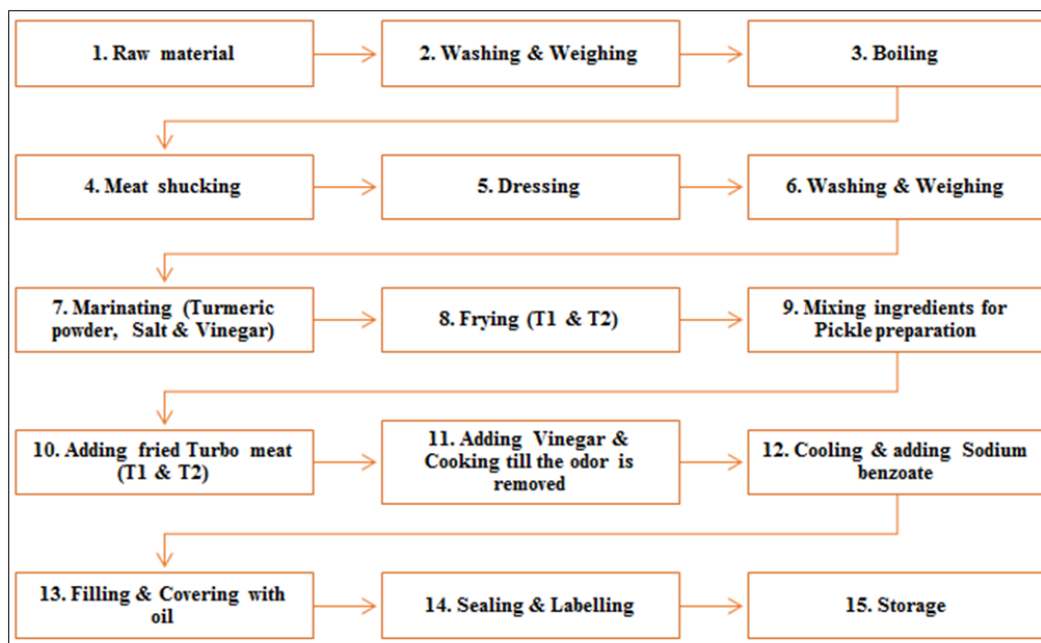 1. Raw material
2. Washing & Weighing
3. Boiling
4. Meat shucking
5. Dressing
6. Washing & Weighing
7. Marinating (Turmeric
powder, Salt & Vinegar)
8. Frying (T1 & T2)
9. Mixing ingredients for
Pickle preparation
10. Adding fried Turbo meat
(T1 & T2)
11. Adding Vinegar &
Cooking till the odor is
removed
12. Cooling & adding Sodium
benzoate
13. Filling & Covering with
oil
14. Sealing & Labelling
15. Storage